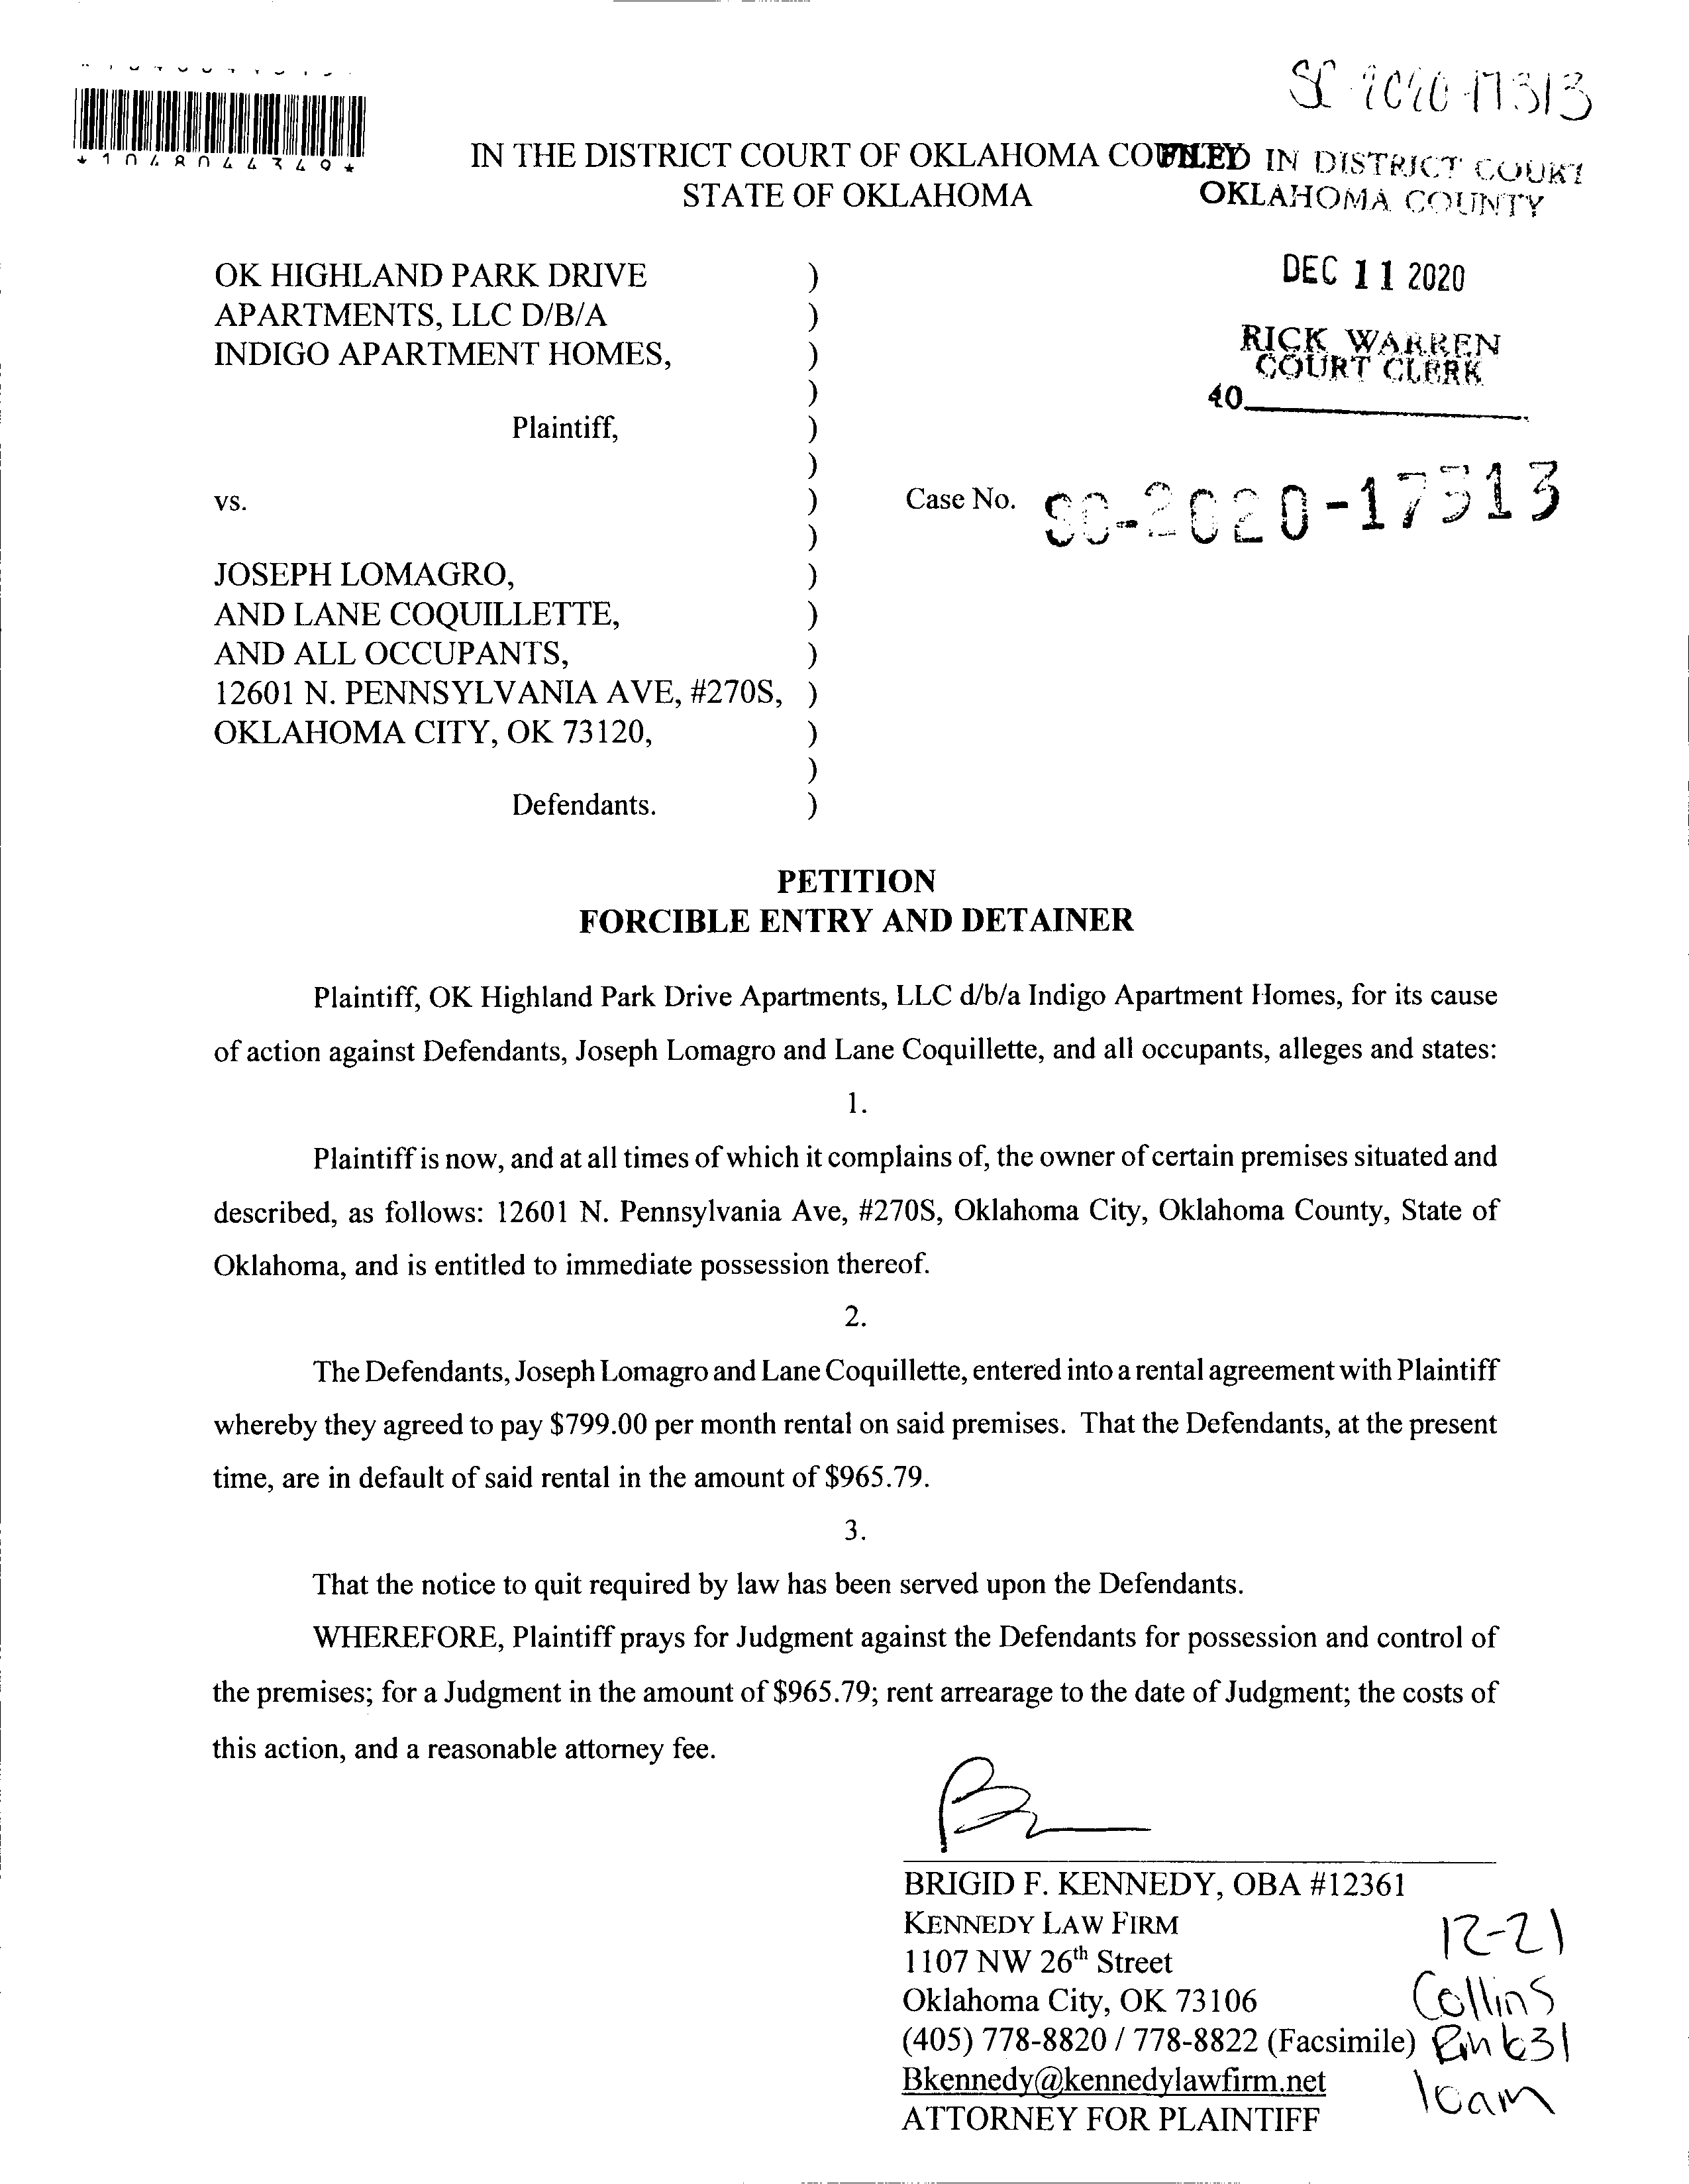 SC-2020-17313
*1048044349*
IN THE DISTRICT COURT OF OKLAHOMA COUNTY
STATE OF OKLAHOMA
FILED IN DISTRICT COURT
OKLAHOMA COUNTY
DEC 11 2020
RICK WARREN
COURT CLERK
40
OK HIGHLAND PARK DRIVE )
APARTMENTS, LLC D/B/A )
INDIGO APARTMENT HOMES, )
)
Plaintiff, )
)
vs. ) Case No. SC-2020-17313
)
JOSEPH LOMAGRO, )
AND LANE COQUILLETTE, )
AND ALL OCCUPANTS, )
12601 N. PENNSYLVANIA AVE, #270S, )
OKLAHOMA CITY, OK 73120, )
)
Defendants. )
PETITION
FORCIBLE ENTRY AND DETAINER
Plaintiff, OK Highland Park Drive Apartments, LLC d/b/a Indigo Apartment Homes, for its cause
of action against Defendants, Joseph Lomagro and Lane Coquillette, and all occupants, alleges and states:
1.
Plaintiff is now, and at all times of which it complains of, the owner of certain premises situated and
described, as follows: 12601 N. Pennsylvania Ave, #270S, Oklahoma City, Oklahoma County, State of
Oklahoma, and is entitled to immediate possession thereof.
2.
The Defendants, Joseph Lomagro and Lane Coquillette, entered into a rental agreement with Plaintiff
whereby they agreed to pay $799.00 per month rental on said premises. That the Defendants, at the present
time, are in default of said rental in the amount of $965.79.
3.
That the notice to quit required by law has been served upon the Defendants.
WHEREFORE, Plaintiff prays for Judgment against the Defendants for possession and control of
the premises; for a Judgment in the amount of $965.79; rent arrearage to the date of Judgment; the costs of
this action, and a reasonable attorney fee.
BRIGID F. KENNEDY, OBA #12361
KENNEDY LAW FIRM
1107 NW 26th Street
Oklahoma City, OK 73106
(405) 778-8820 / 778-8822 (Facsimile)
Bkennedy@kennedylawfirm.net
ATTORNEY FOR PLAINTIFF
12-21
Collins
Rm 631
10am